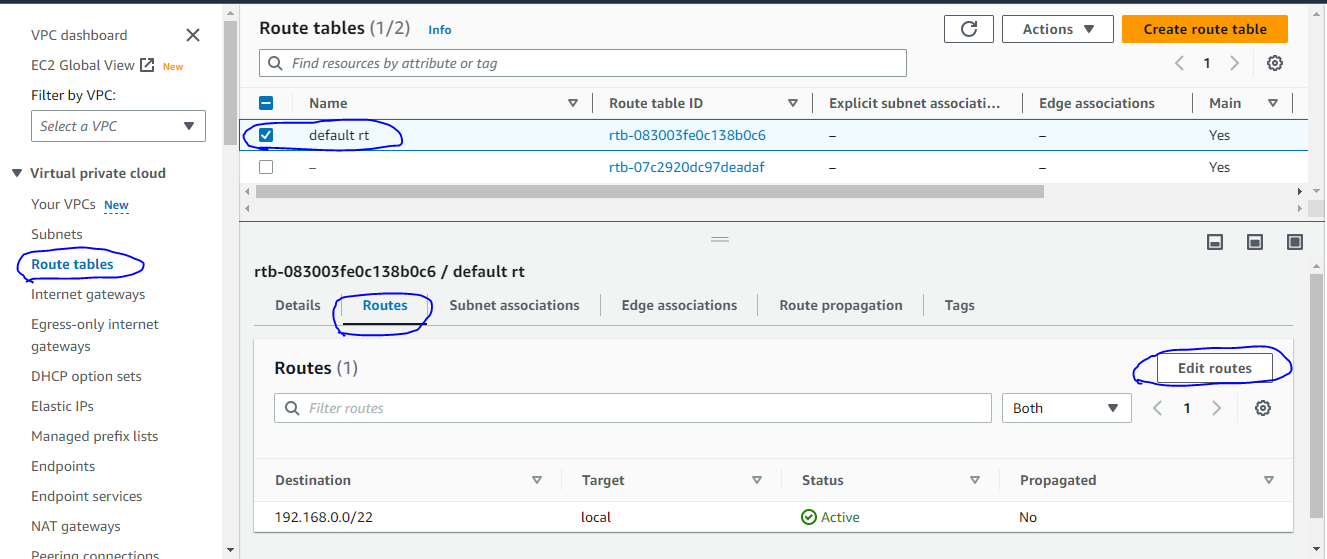 VPC dashboard
EC2 Global View New
Filter by VPC:
Select a VPC
Virtual private cloud
Your VPCs New
Subnets
Route tables
Internet gateways
Egress-only internet
gateways
DHCP option sets
Elastic IPs
Managed prefix lists
Endpoints
Endpoint services
NAT gateways
Peering connections
Route tables (1/2) Info
Actions
Create route table
Find resources by attribute or tag
1
Name Route table ID Explicit subnet associati... Edge associations Main
default rt rtb-083003fe0c138b0c6 – – Yes
– rtb-07c2920dc97deadaf – – Yes
rtb-083003fe0c138b0c6 / default rt
Details Routes Subnet associations Edge associations Route propagation Tags
Routes (1)
Edit routes
Filter routes
Both
1
Destination Target Status Propagated
192.168.0.0/22 local Active No